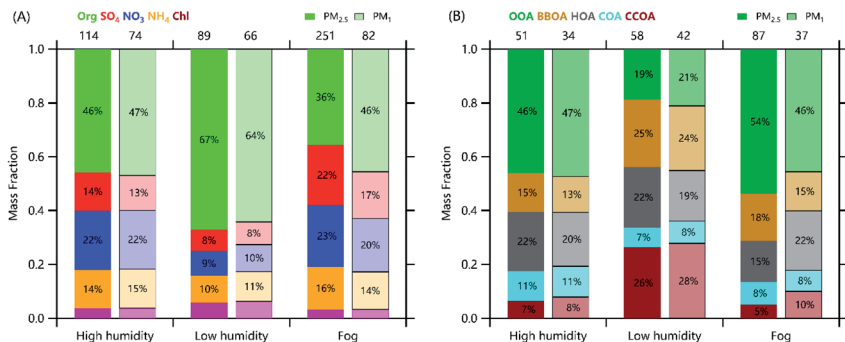 (A) Org SO4 NO3 NH4 Chl PM2.5 PM1
114 74 89 66 251 82
1.0
0.8
0.6
0.4
0.2
0.0
Mass Fraction
46% 47% 67% 64% 36% 46%
14% 13% 8% 8% 22% 17%
22% 22% 9% 10% 23% 20%
14% 15% 10% 11% 16% 14%
High humidity Low humidity Fog
(B) OOA BBOA HOA COA CCOA PM2.5 PM1
51 34 58 42 87 37
1.0
0.8
0.6
0.4
0.2
0.0
Mass Fraction
46% 47% 19% 21% 54% 46%
15% 13% 25% 24% 18% 15%
22% 20% 22% 19% 15% 22%
11% 11% 7% 8% 8% 8%
7% 8% 26% 28% 5% 10%
High humidity Low humidity Fog